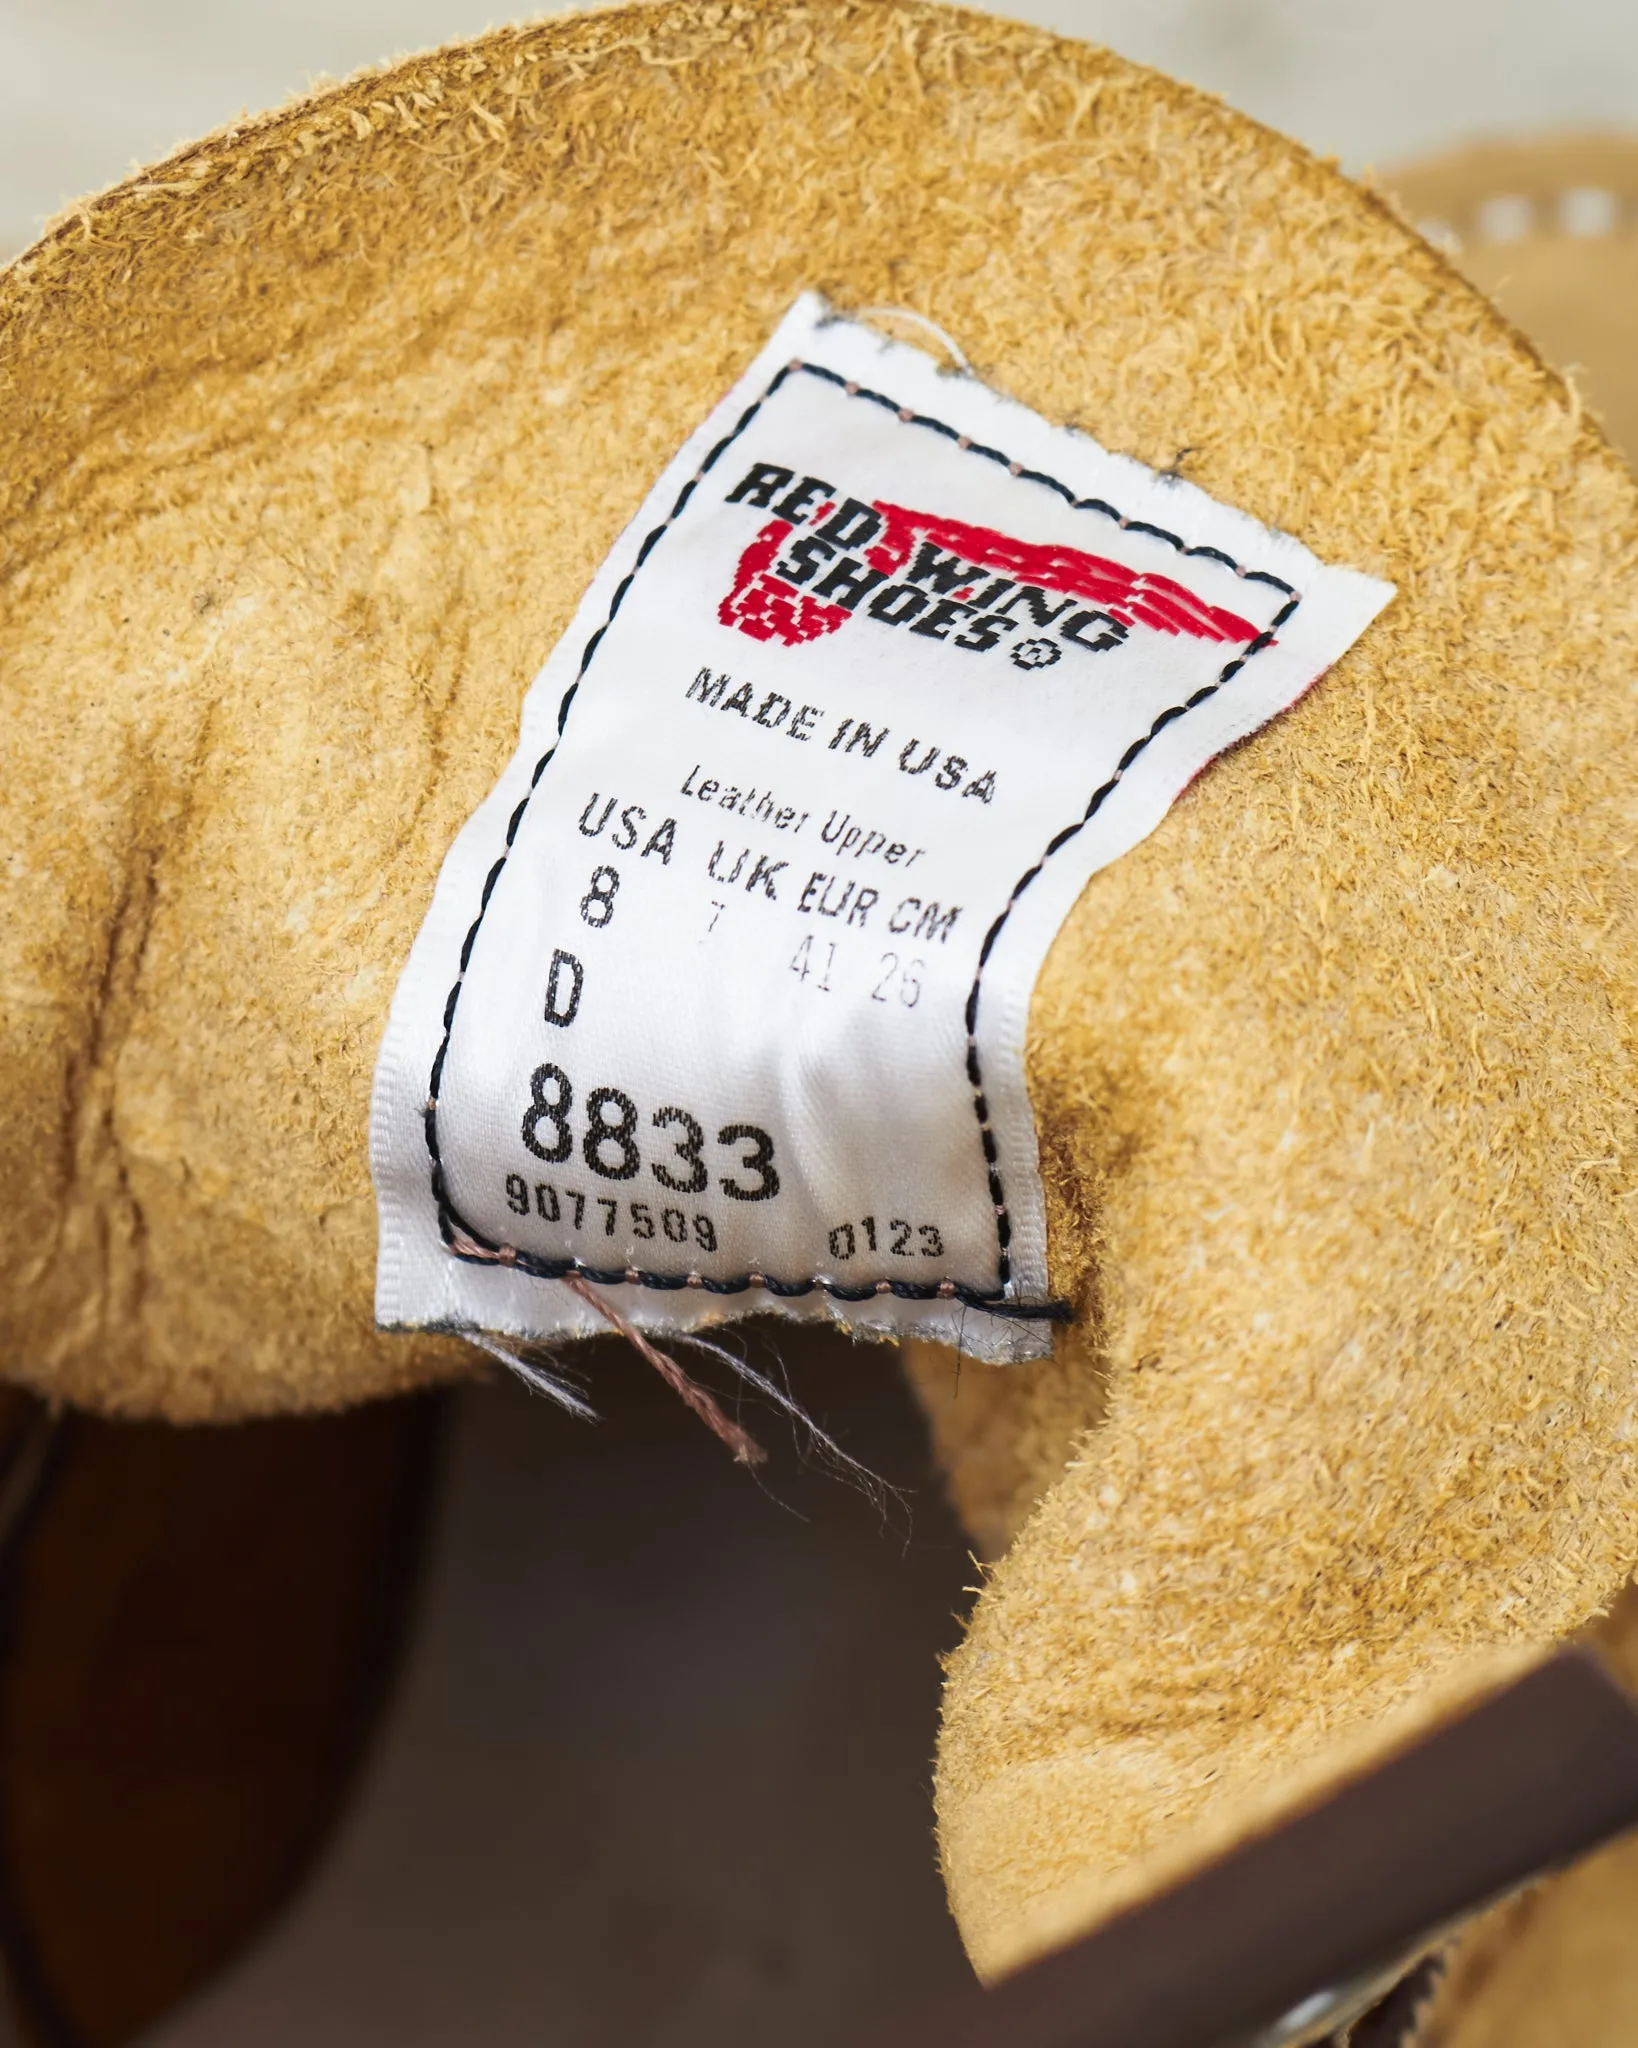 RED WING
SHOES®
MADE IN USA
Leather Upper
USA UK EUR CM
8 7 41 26
D
8833
9077509 0123